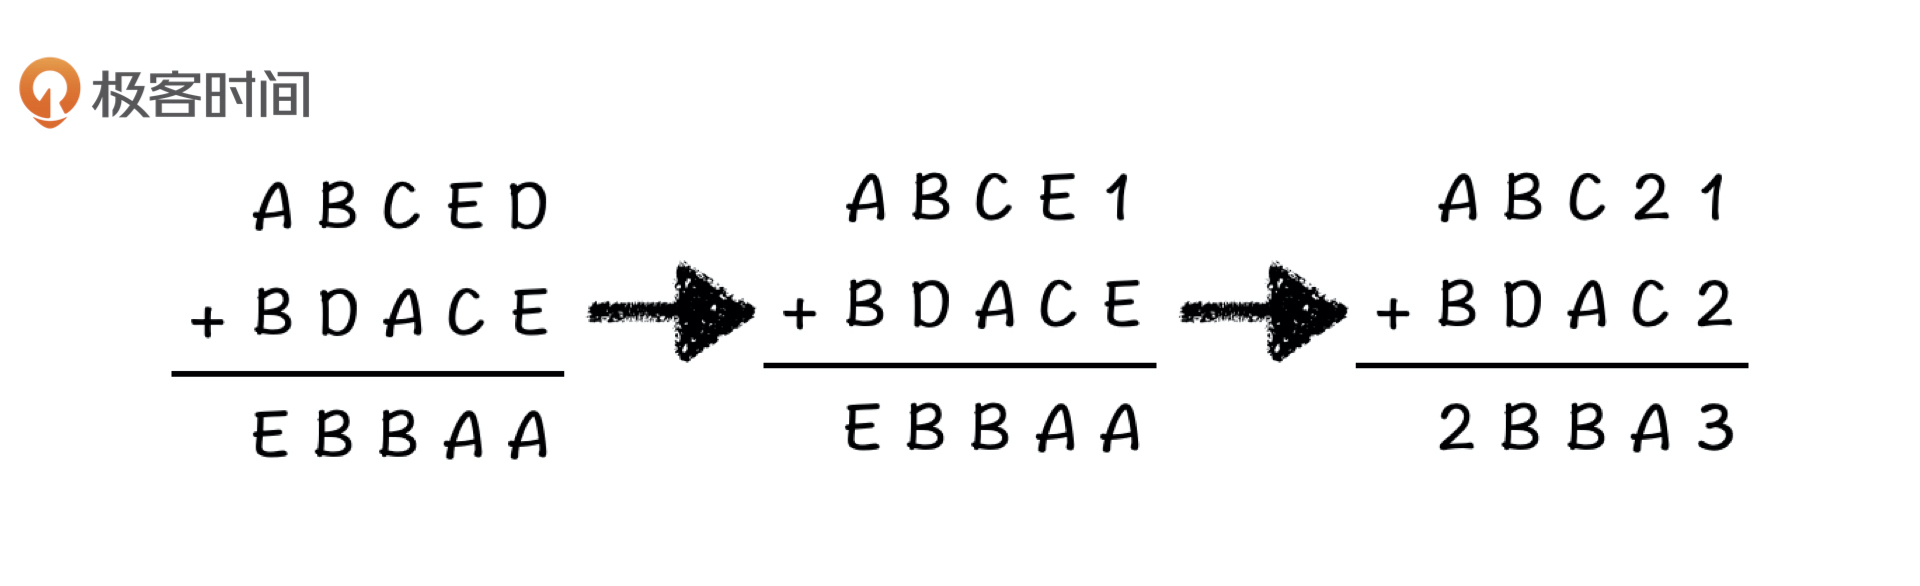 极客时间
A B C E D
+ B D A C E
E B B A A
A B C E 1
+ B D A C E
E B B A A
A B C 2 1
+ B D A C 2
2 B B A 3